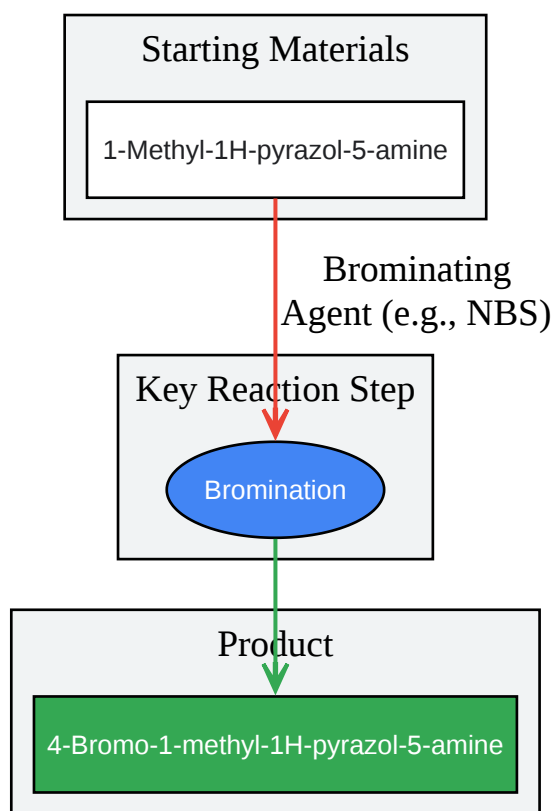 Starting Materials
1-Methyl-1H-pyrazol-5-amine
Brominating
Agent (e.g., NBS)
Key Reaction Step
Bromination
Product
4-Bromo-1-methyl-1H-pyrazol-5-amine